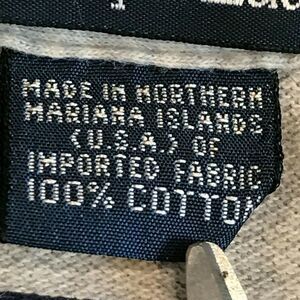 MADE IN NORTHERN
MARIANA ISLANDS
(U.S.A.) OF
IMPORTED FABRIC
100% COTTON